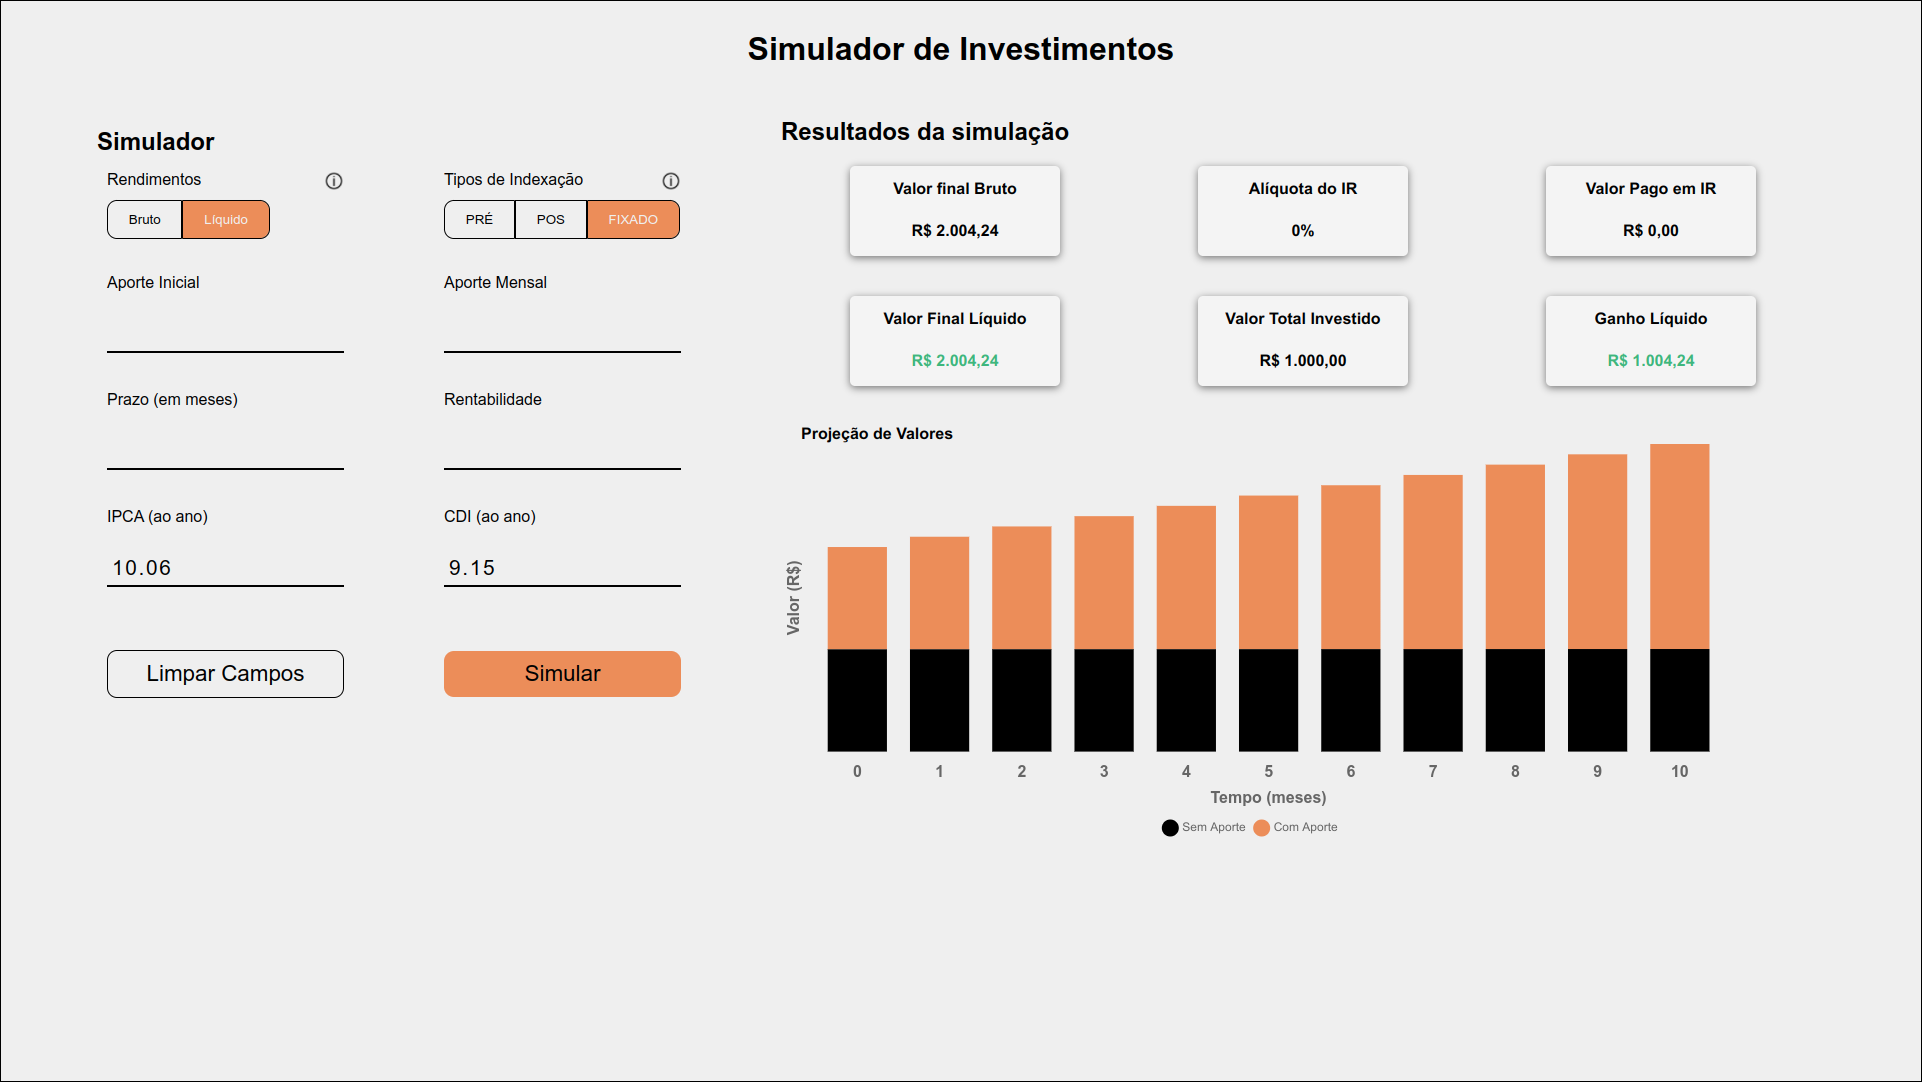 Simulador de Investimentos
Simulador
Rendimentos
Tipos de Indexação
Bruto
Líquido
PRÉ
POS
FIXADO
Aporte Inicial
Aporte Mensal
Prazo (em meses)
Rentabilidade
IPCA (ao ano)
CDI (ao ano)
10.06
9.15
Limpar Campos
Simular
Resultados da simulação
Valor final Bruto
R$ 2.004,24
Alíquota do IR
0%
Valor Pago em IR
R$ 0,00
Valor Final Líquido
R$ 2.004,24
Valor Total Investido
R$ 1.000,00
Ganho Líquido
R$ 1.004,24
Projeção de Valores
Valor (R$)
0 1 2 3 4 5 6 7 8 9 10
Tempo (meses)
Sem Aporte
Com Aporte